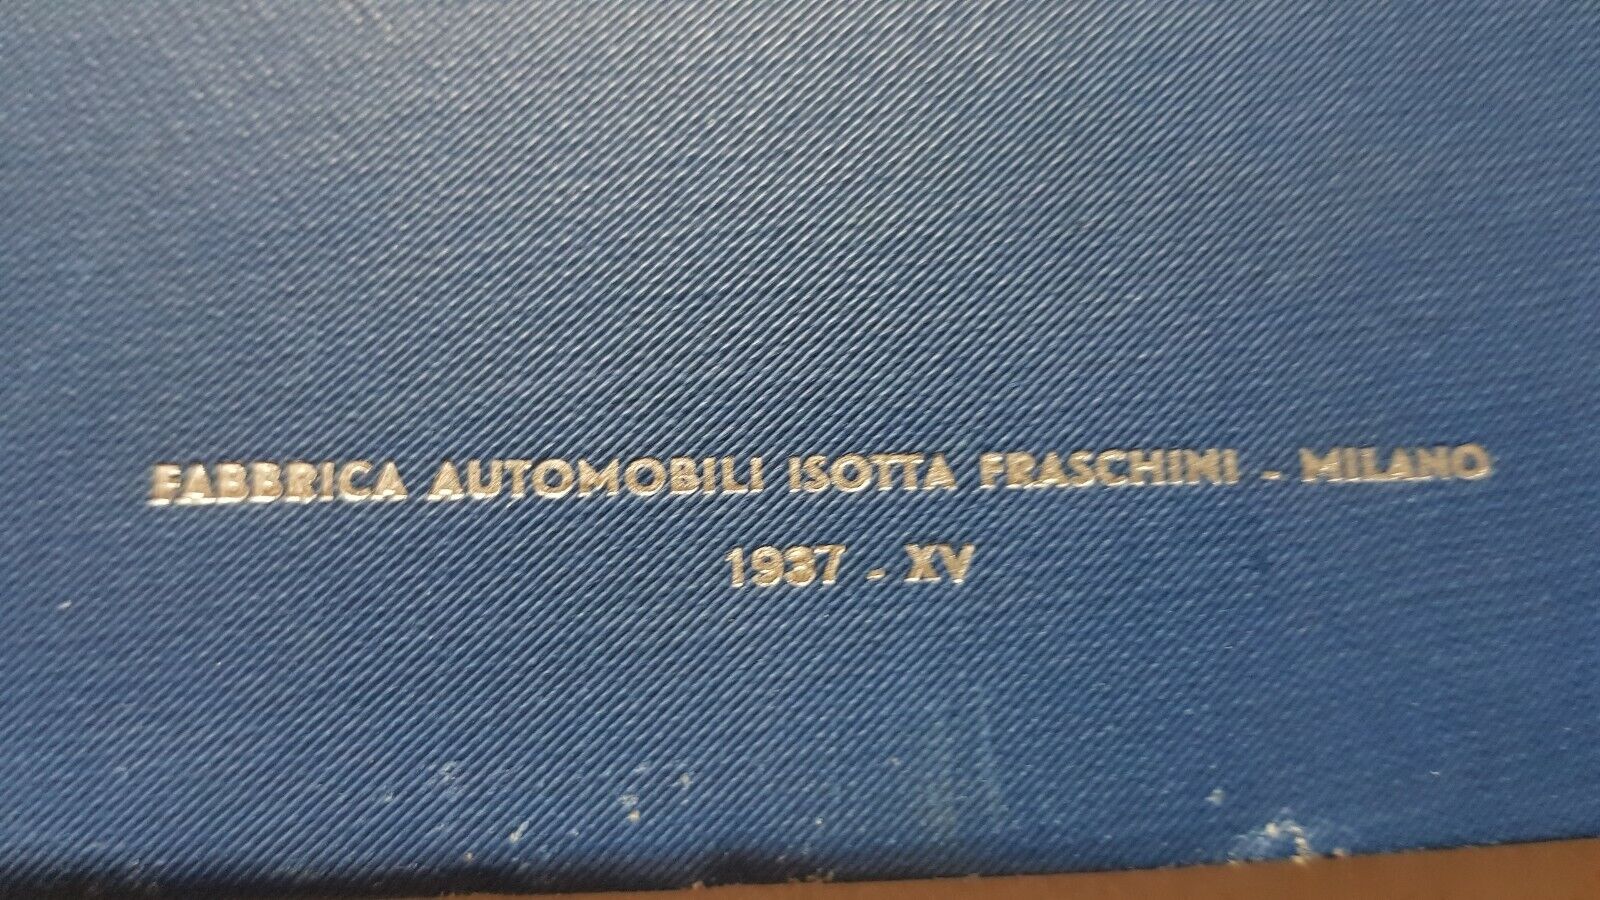 FABBRICA AUTOMOBILI ISOTTA FRASCHINI - MILANO
1937 - XV